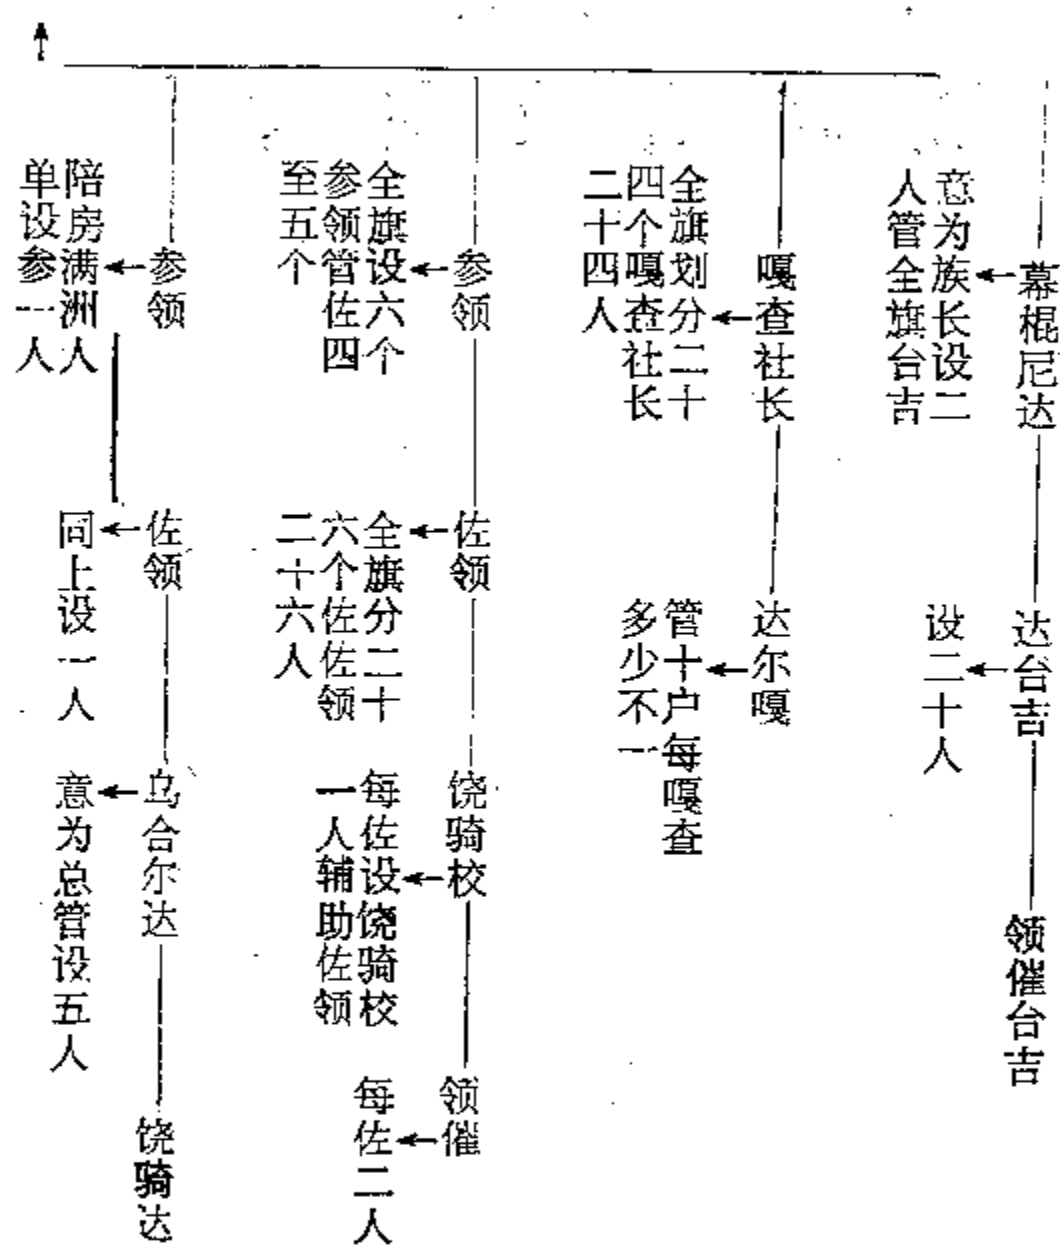 幕棍尼达
意为族长设二
人管全旗台吉
达台吉
设二十人
领催台吉
嘎查社长
全旗划分二十
四个嘎查社长
二十四人
达尔嘎
管十户每嘎查
多少不一
参领
全旗设六个
参领管佐四
至五个
佐领
全旗分二十
六个佐佐领
二十六人
饶骑校
每佐设饶骑校
一人辅助佐领
领催
每佐二人
参领
陪房满洲人
单设参一人
佐领
同上设一人
乌合尔达
意为总管设五人
饶骑达